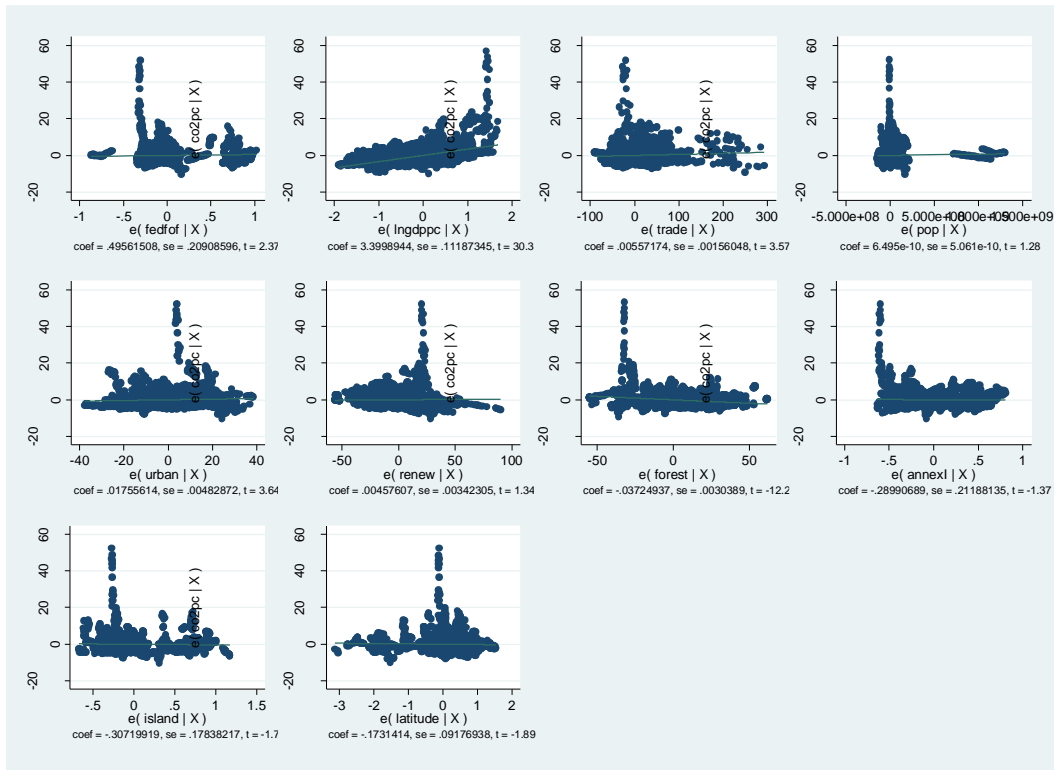 60
40
20
0
-20
e( co2pc | X )
-1 -.5 0 .5 1
e( fedfof | X )
coef = .49561508, se = .20908596, t = 2.37
60
40
20
0
-20
e( co2pc | X )
-2 -1 0 1 2
e( lngdppc | X )
coef = 3.3998944, se = .11187345, t = 30.3
60
40
20
0
-20
e( co2pc | X )
-100 0 100 200 300
e( trade | X )
coef = .00557174, se = .00156048, t = 3.57
60
40
20
0
-20
-5.000e+08 0
e( pop | X )
coef = 6.495e-10, se = 5.061e-10, t = 1.28
60
40
20
0
-20
e( co2pc | X )
-40 -20 0 20 40
e( urban | X )
coef = .01755614, se = .00482872, t = 3.64
60
40
20
0
-20
e( co2pc | X )
-50 0 50 100
e( renew | X )
coef = .00457607, se = .00342305, t = 1.34
60
40
20
0
-20
e( co2pc | X )
-50 0 50
e( forest | X )
coef = -.03724937, se = .0030389, t = -12.2
60
40
20
0
-20
-1 -.5 0 .5 1
e( annexI | X )
coef = -.28990689, se = .21188135, t = -1.37
60
40
20
0
-20
e( co2pc | X )
-.5 0 .5 1 1.5
e( island | X )
coef = -.30719919, se = .17838217, t = -1.7
60
40
20
0
-20
-3 -2 -1 0 1 2
e( latitude | X )
coef = -.1731414, se = .09176938, t = -1.89